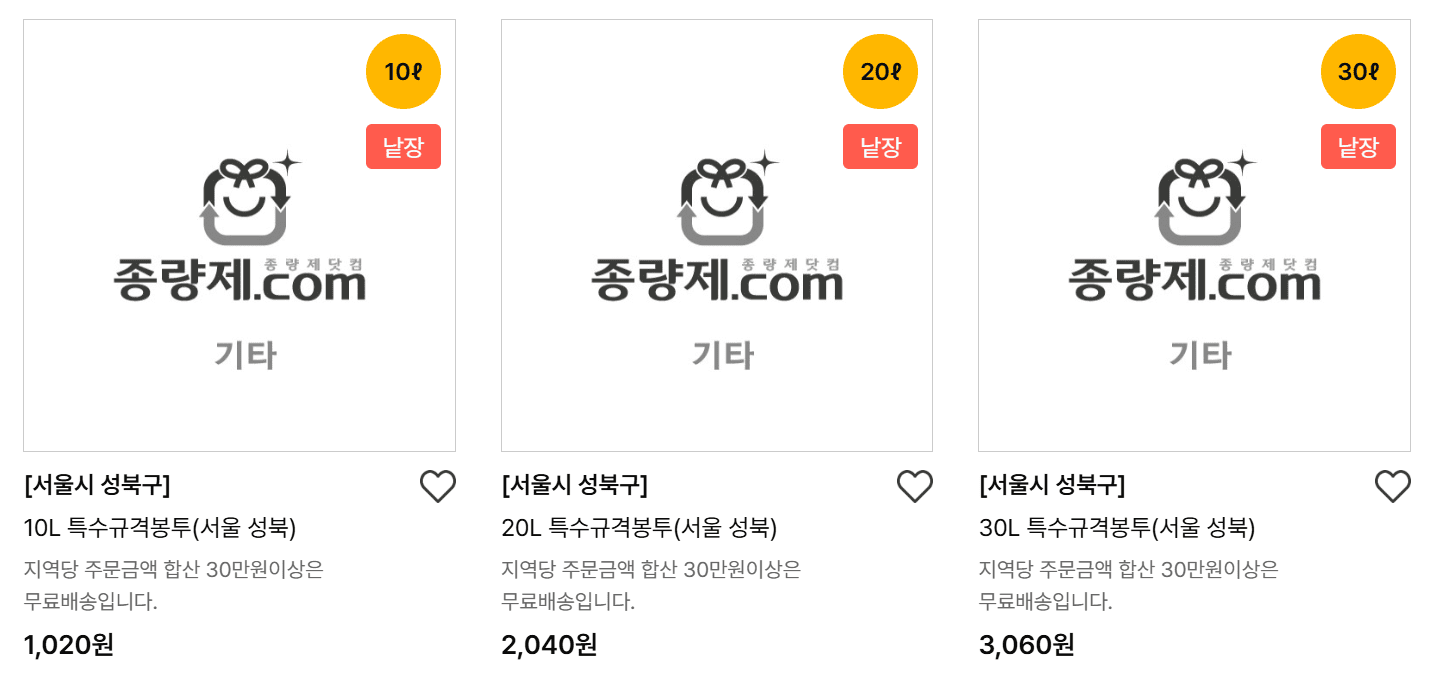 10ℓ
낱장
종량제닷컴
종량제.com
기타
[서울시 성북구]
10L 특수규격봉투(서울 성북)
지역당 주문금액 합산 30만원이상은
무료배송입니다.
1,020원
20ℓ
낱장
종량제닷컴
종량제.com
기타
[서울시 성북구]
20L 특수규격봉투(서울 성북)
지역당 주문금액 합산 30만원이상은
무료배송입니다.
2,040원
30ℓ
낱장
종량제닷컴
종량제.com
기타
[서울시 성북구]
30L 특수규격봉투(서울 성북)
지역당 주문금액 합산 30만원이상은
무료배송입니다.
3,060원